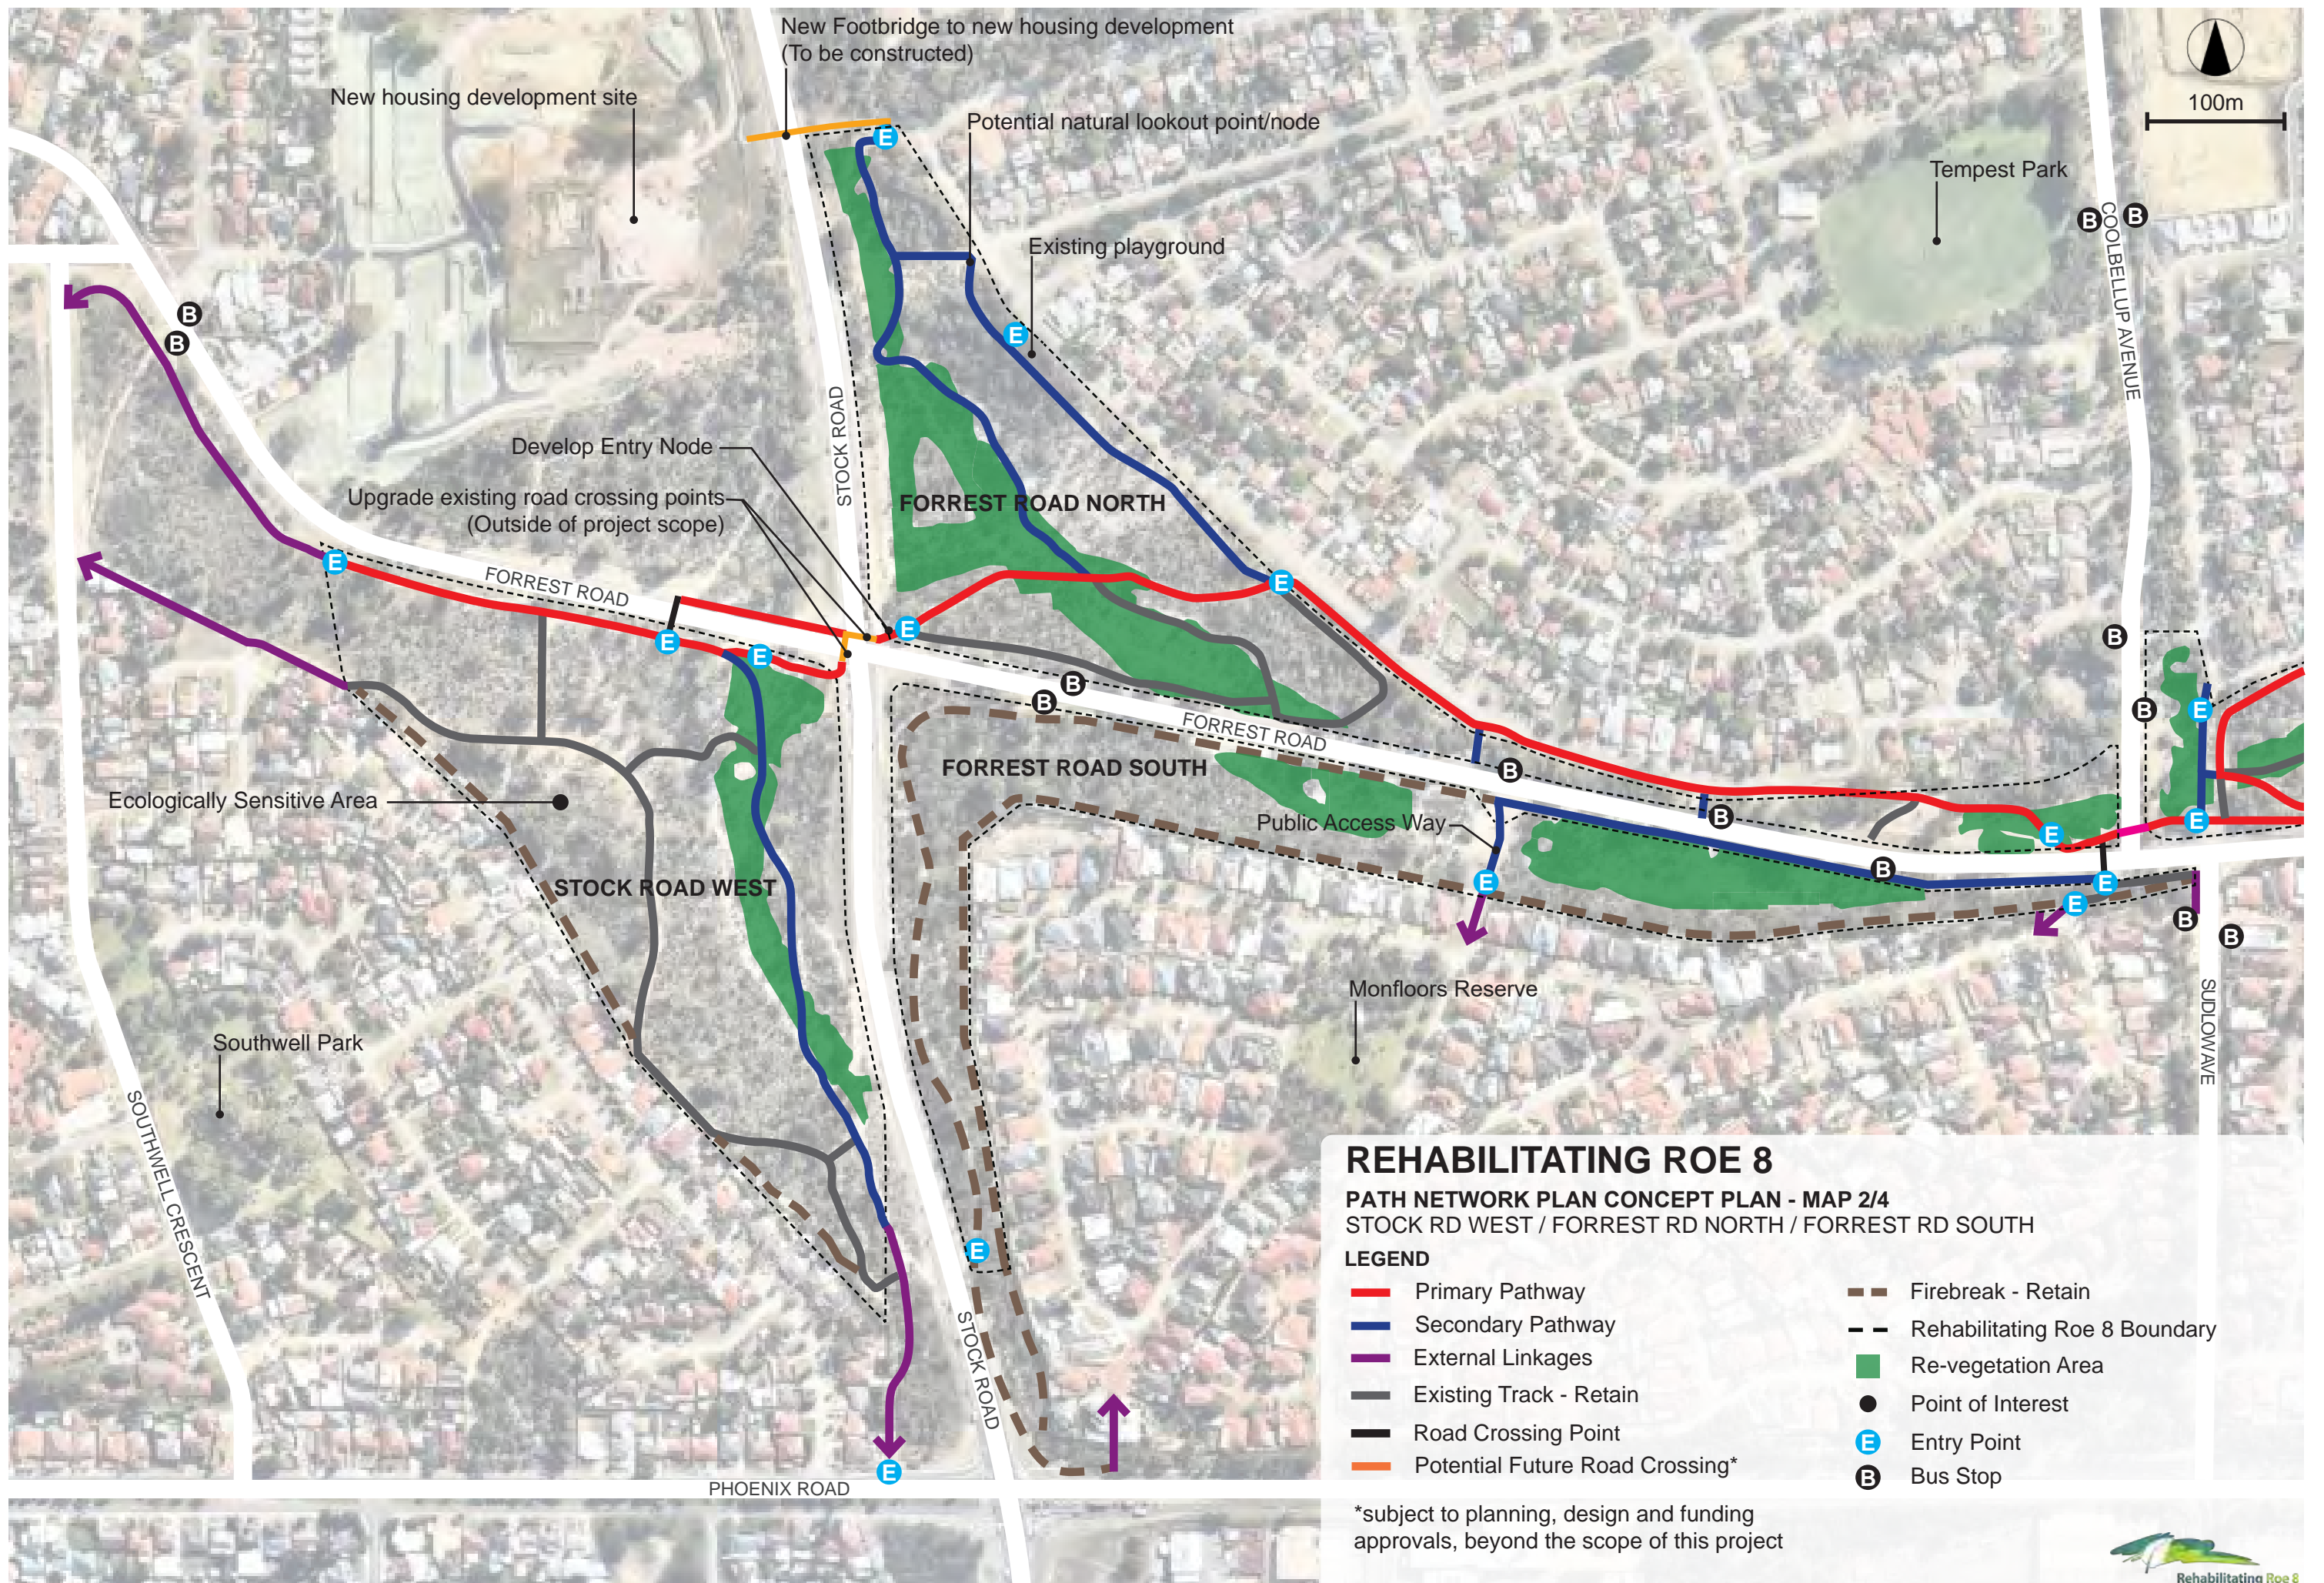 New Footbridge to new housing development
(To be constructed)
New housing development site
Potential natural lookout point/node
100m
Tempest Park
B
B
COOLBELLUP AVENUE
E
Existing playground
E
B
B
STOCK ROAD
Develop Entry Node
Upgrade existing road crossing points
(Outside of project scope)
FORREST ROAD NORTH
E
FORREST ROAD
E
E
E
E
B
B
B
FORREST ROAD
B
E
FORREST ROAD SOUTH
B
Ecologically Sensitive Area
Public Access Way
B
E
E
STOCK ROAD WEST
E
B
E
E
B
B
Monfloors Reserve
SUDLOW AVE
Southwell Park
SOUTHWELL CRESCENT
E
STOCK ROAD
E
PHOENIX ROAD
REHABILITATING ROE 8
PATH NETWORK PLAN CONCEPT PLAN - MAP 2/4
STOCK RD WEST / FORREST RD NORTH / FORREST RD SOUTH
LEGEND
Primary Pathway
Secondary Pathway
External Linkages
Existing Track - Retain
Road Crossing Point
Potential Future Road Crossing*
Firebreak - Retain
Rehabilitating Roe 8 Boundary
Re-vegetation Area
Point of Interest
E Entry Point
B Bus Stop
*subject to planning, design and funding
approvals, beyond the scope of this project
Rehabilitating Roe 8